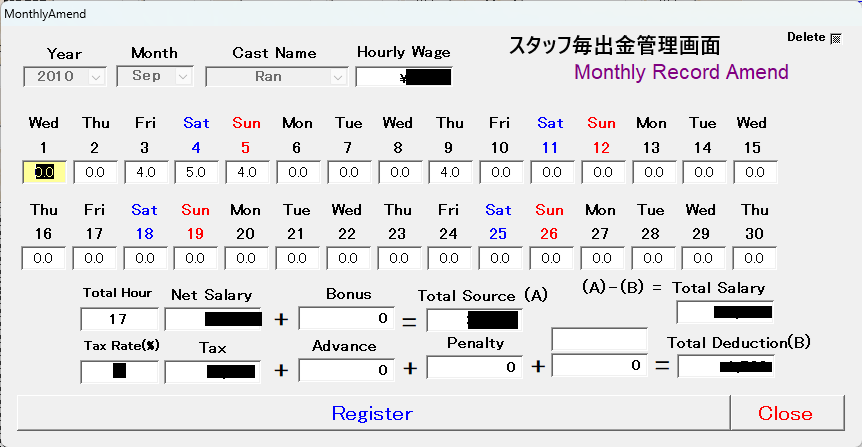 MonthlyAmend
Year Month Cast Name Hourly Wage スタッフ毎出金管理画面 Delete
2010 Sep Ran ¥ Monthly Record Amend
Wed Thu Fri Sat Sun Mon Tue Wed Thu Fri Sat Sun Mon Tue Wed
1 2 3 4 5 6 7 8 9 10 11 12 13 14 15
0.0 0.0 4.0 5.0 4.0 0.0 0.0 0.0 4.0 0.0 0.0 0.0 0.0 0.0 0.0
Thu Fri Sat Sun Mon Tue Wed Thu Fri Sat Sun Mon Tue Wed Thu
16 17 18 19 20 21 22 23 24 25 26 27 28 29 30
0.0 0.0 0.0 0.0 0.0 0.0 0.0 0.0 0.0 0.0 0.0 0.0 0.0 0.0 0.0
Total Hour Net Salary Bonus Total Source (A) (A)-(B) = Total Salary
17 + 0 =
Tax Rate(%) Tax Advance Penalty Total Deduction(B)
+ 0 + 0 + 0 =
Register Close